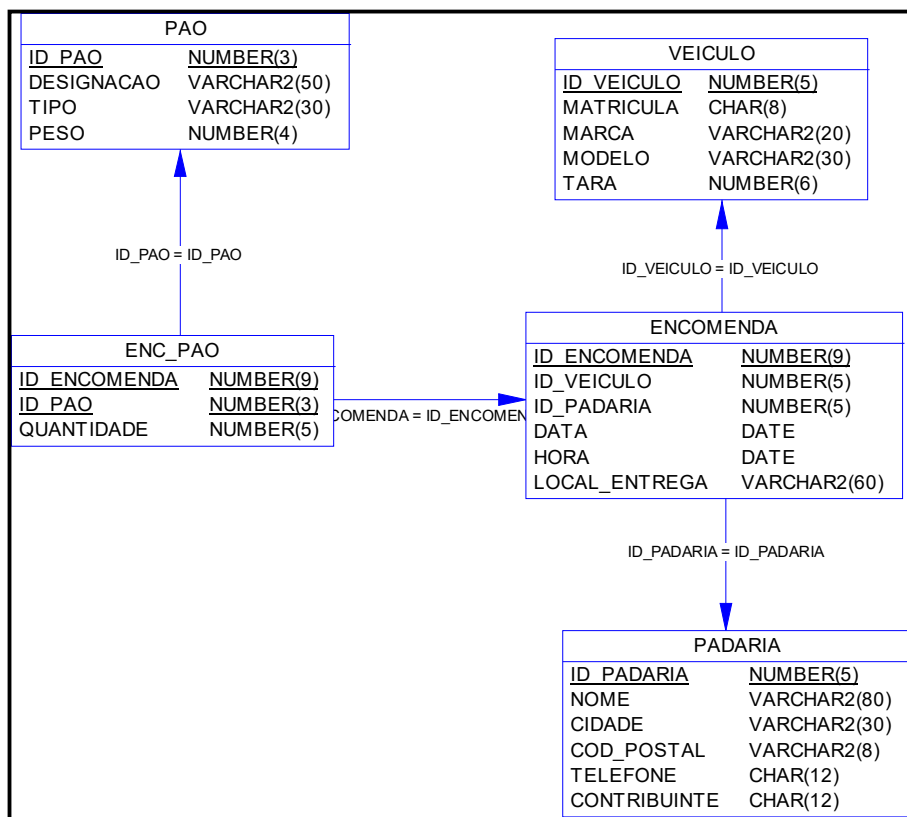 PAO
ID_PAO NUMBER(3)
DESIGNACAO VARCHAR2(50)
TIPO VARCHAR2(30)
PESO NUMBER(4)
VEICULO
ID_VEICULO NUMBER(5)
MATRICULA CHAR(8)
MARCA VARCHAR2(20)
MODELO VARCHAR2(30)
TARA NUMBER(6)
ID_PAO = ID_PAO
ID_VEICULO = ID_VEICULO
ENC_PAO
ID_ENCOMENDA NUMBER(9)
ID_PAO NUMBER(3)
QUANTIDADE NUMBER(5)
COMENDA = ID_ENCOMEN
ENCOMENDA
ID_ENCOMENDA NUMBER(9)
ID_VEICULO NUMBER(5)
ID_PADARIA NUMBER(5)
DATA DATE
HORA DATE
LOCAL_ENTREGA VARCHAR2(60)
ID_PADARIA = ID_PADARIA
PADARIA
ID_PADARIA NUMBER(5)
NOME VARCHAR2(80)
CIDADE VARCHAR2(30)
COD_POSTAL VARCHAR2(8)
TELEFONE CHAR(12)
CONTRIBUINTE CHAR(12)